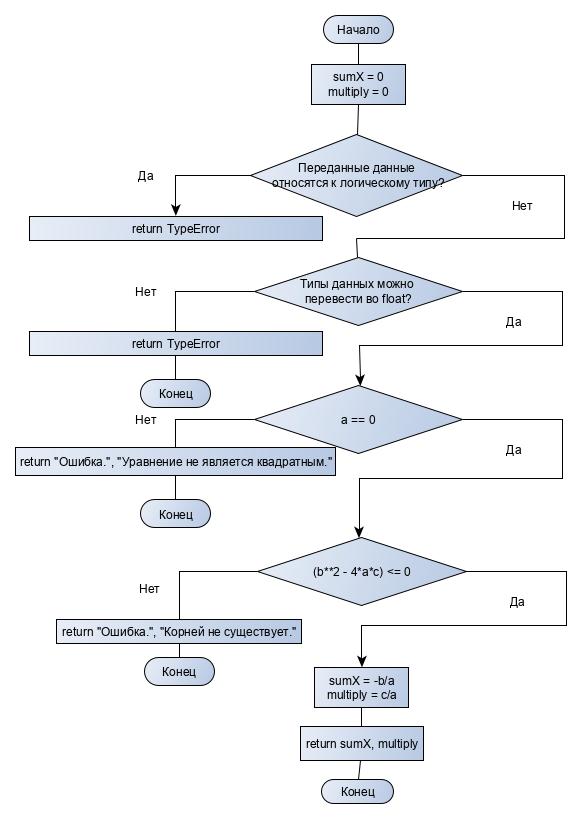 Начало
sumX = 0
multiply = 0
Переданные данные
относятся к логическому типу?
Да
Нет
return TypeError
Типы данных можно
перевести во float?
Нет
Да
return TypeError
Конец
a == 0
Нет
Да
return "Ошибка.", "Уравнение не является квадратным."
Конец
(b**2 - 4*a*c) <= 0
Нет
Да
return "Ошибка.", "Корней не существует."
Конец
sumX = -b/a
multiply = c/a
return sumX, multiply
Конец